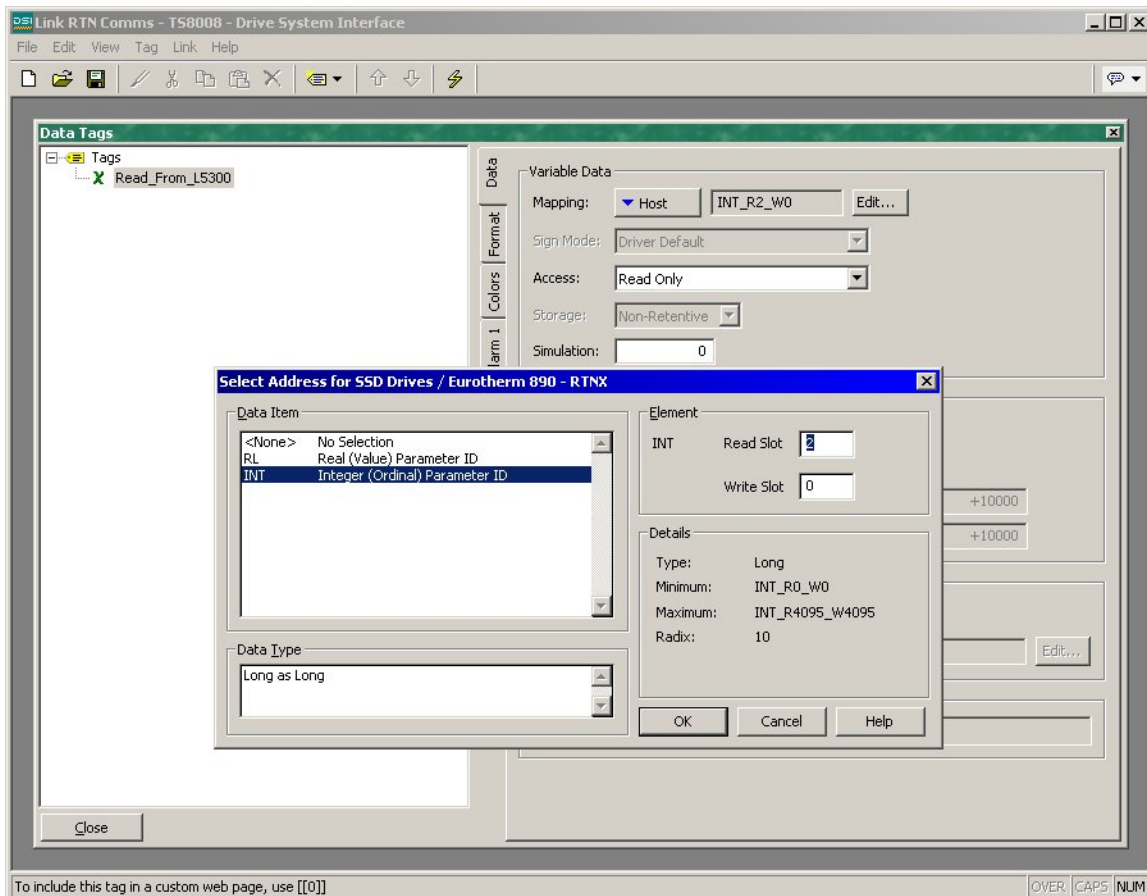 DSI Link RTN Comms - TS8008 - Drive System Interface
File Edit View Tag Link Help
Data Tags
Tags
Read_From_L5300
Data
Format
Colors
larm 1
Variable Data
Mapping: Host INT_R2_W0 Edit...
Sign Mode: Driver Default
Access: Read Only
Storage: Non-Retentive
Simulation: 0
Select Address for SSD Drives / Eurotherm 890 - RTNX
Data Item
<None> No Selection
RL Real (Value) Parameter ID
INT Integer (Ordinal) Parameter ID
Data Type
Long as Long
Element
INT Read Slot 2
Write Slot 0
Details
Type: Long
Minimum: INT_R0_W0
Maximum: INT_R4095_W4095
Radix: 10
OK Cancel Help
+10000
+10000
Edit...
Close
To include this tag in a custom web page, use [[0]]
OVER CAPS NUM